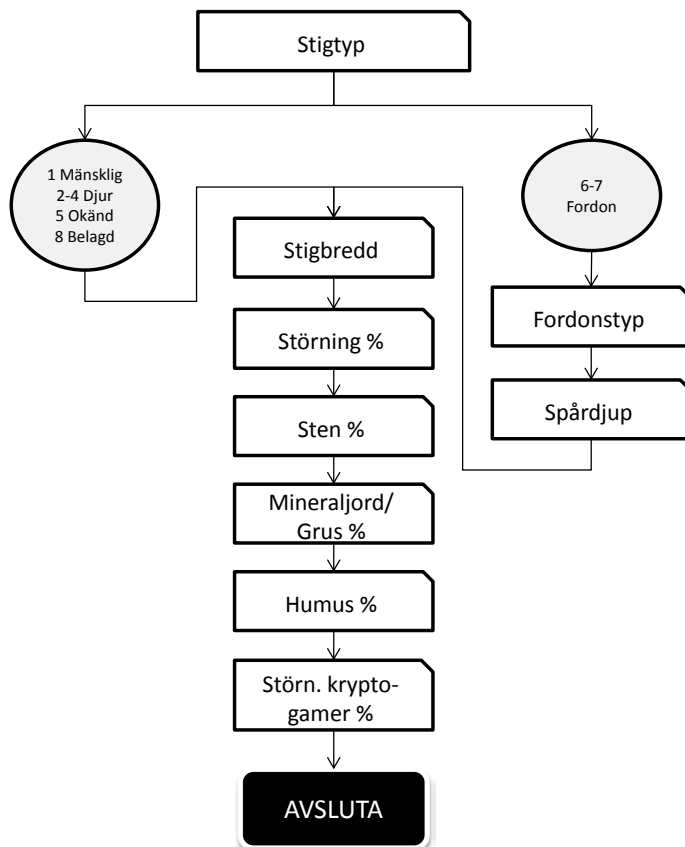 Stigtyp
1 Mänsklig
2-4 Djur
5 Okänd
8 Belagd
6-7
Fordon
Stigbredd
Fordonstyp
Störning %
Spårdjup
Sten %
Mineraljord/
Grus %
Humus %
Störn. krypto-
gamer %
AVSLUTA